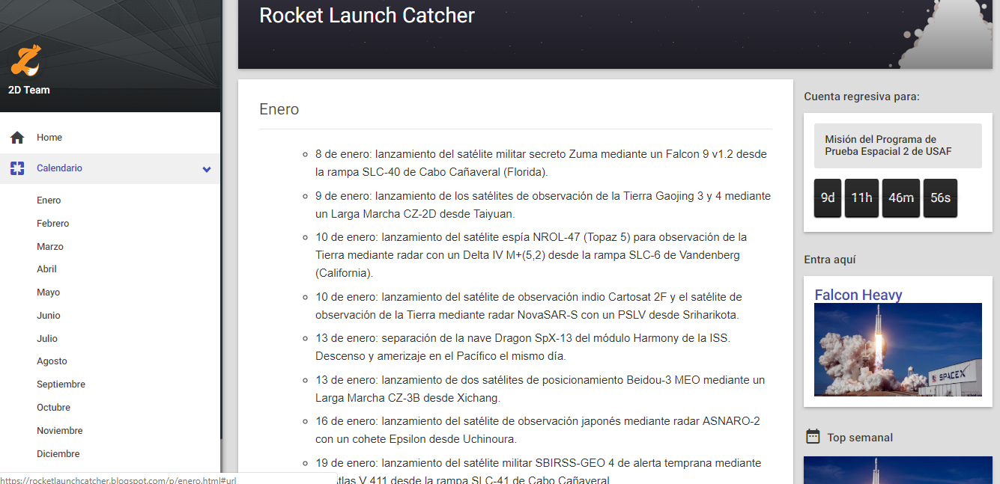 Rocket Launch Catcher
2D Team
Home
Calendario
Enero
Febrero
Marzo
Abril
Mayo
Junio
Julio
Agosto
Septiembre
Octubre
Noviembre
Diciembre
https://rocketlaunchcatcher.blogspot.com/p/enero.html#url
Enero
8 de enero: lanzamiento del satélite militar secreto Zuma mediante un Falcon 9 v1.2 desde
la rampa SLC-40 de Cabo Cañaveral (Florida).
9 de enero: lanzamiento de los satélites de observación de la Tierra Gaojing 3 y 4 mediante
un Larga Marcha CZ-2D desde Taiyuan.
10 de enero: lanzamiento del satélite espía NROL-47 (Topaz 5) para observación de la
Tierra mediante radar con un Delta IV M+(5,2) desde la rampa SLC-6 de Vandenberg
(California).
10 de enero: lanzamiento del satélite de observación indio Cartosat 2F y el satélite de
observación de la Tierra mediante radar NovaSAR-S con un PSLV desde Sriharikota.
13 de enero: separación de la nave Dragon SpX-13 del módulo Harmony de la ISS.
Descenso y amerizaje en el Pacífico el mismo día.
13 de enero: lanzamiento de dos satélites de posicionamiento Beidou-3 MEO mediante un
Larga Marcha CZ-3B desde Xichang.
16 de enero: lanzamiento del satélite de observación japonés mediante radar ASNARO-2
con un cohete Epsilon desde Uchinoura.
19 de enero: lanzamiento del satélite militar SBIRSS-GEO 4 de alerta temprana mediante
V 411 desde la rampa SLC-41 de Cabo Cañaveral
Cuenta regresiva para:
Misión del Programa de
Prueba Espacial 2 de USAF
9d 11h 46m 56s
Entra aquí
Falcon Heavy
SPACEX
Top semanal